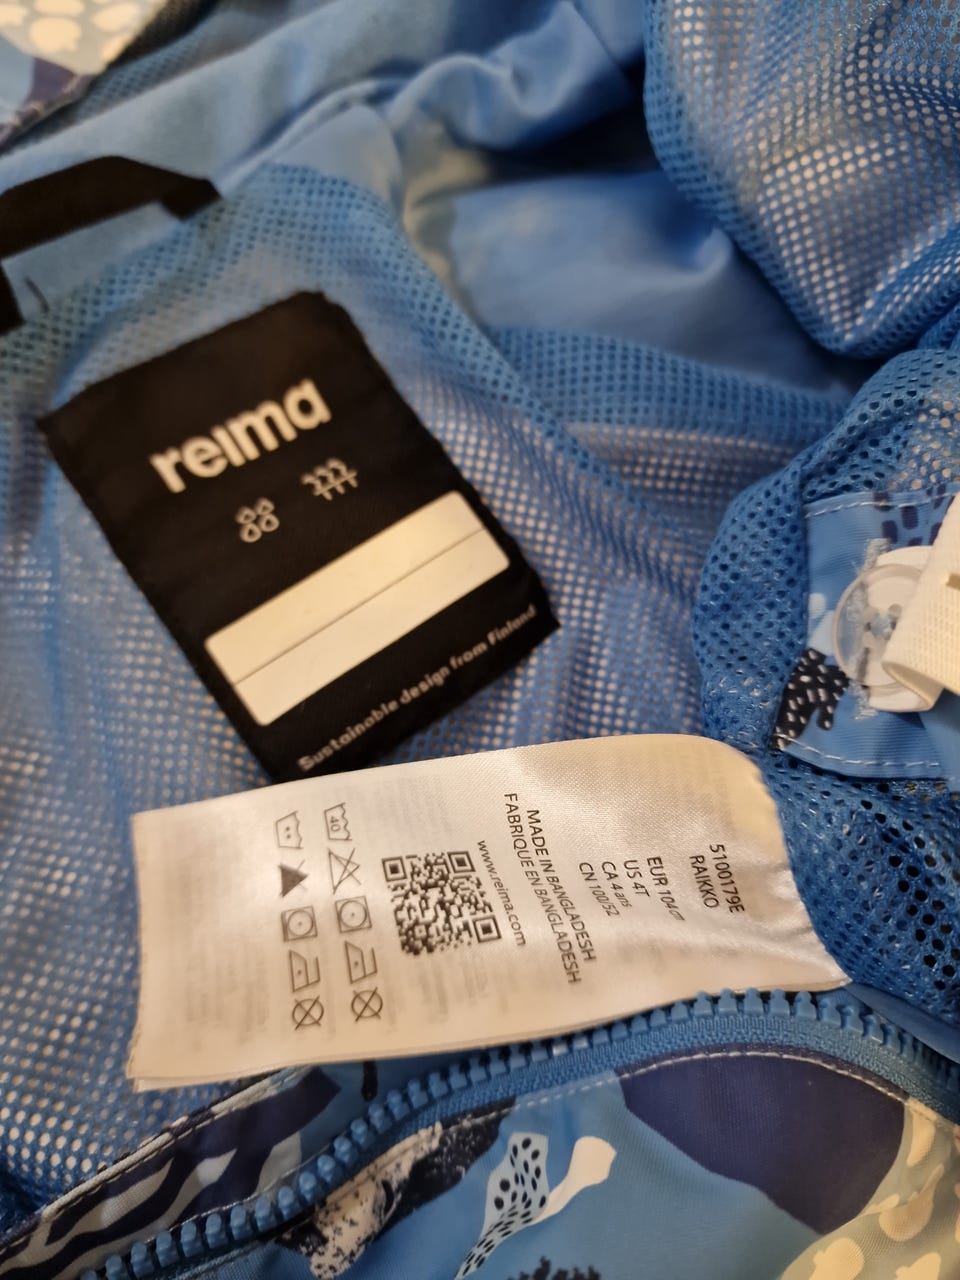 reima
Sustainable design from Finland
5100179E
RAIKKO
EUR 104cm
US 4T
CA 4 ans
CN 100/52
MADE IN BANGLADESH
FABRIQUE EN BANGLADESH
www.reima.com
40